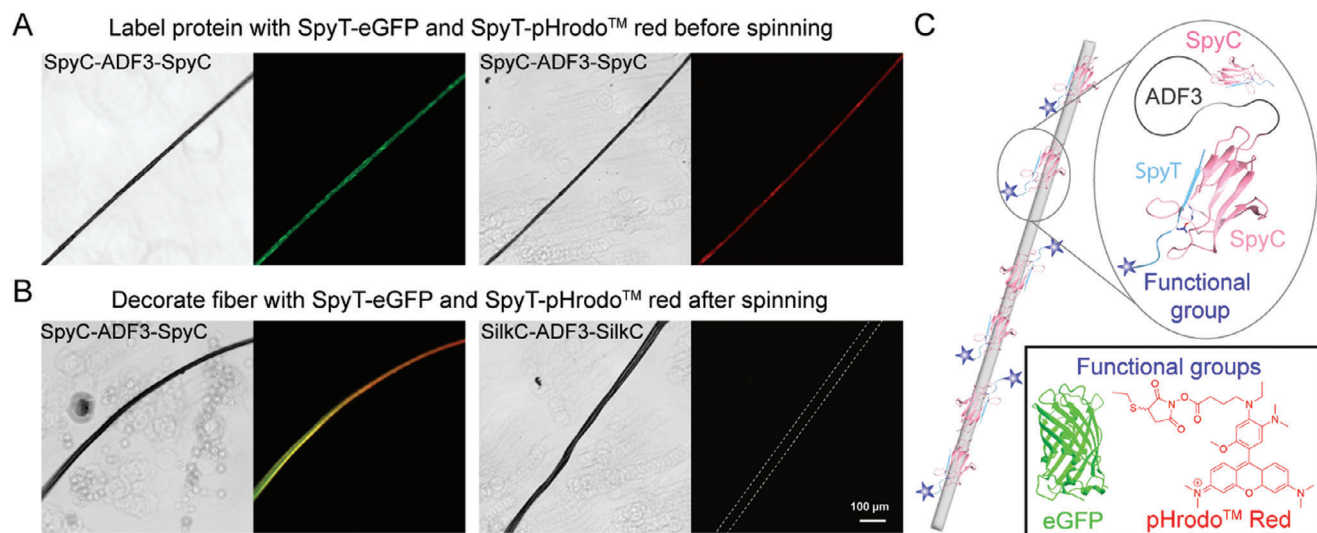 A
Label protein with SpyT-eGFP and SpyT-pHrodo™ red before spinning
SpyC-ADF3-SpyC
SpyC-ADF3-SpyC
B
Decorate fiber with SpyT-eGFP and SpyT-pHrodo™ red after spinning
SpyC-ADF3-SpyC
SilkC-ADF3-SilkC
100 µm
C
SpyC
ADF3
SpyT
SpyC
Functional
group
Functional groups
S
O
N
O
O
O
N
N
O
N
⊕
O
N
eGFP
pHrodo™ Red